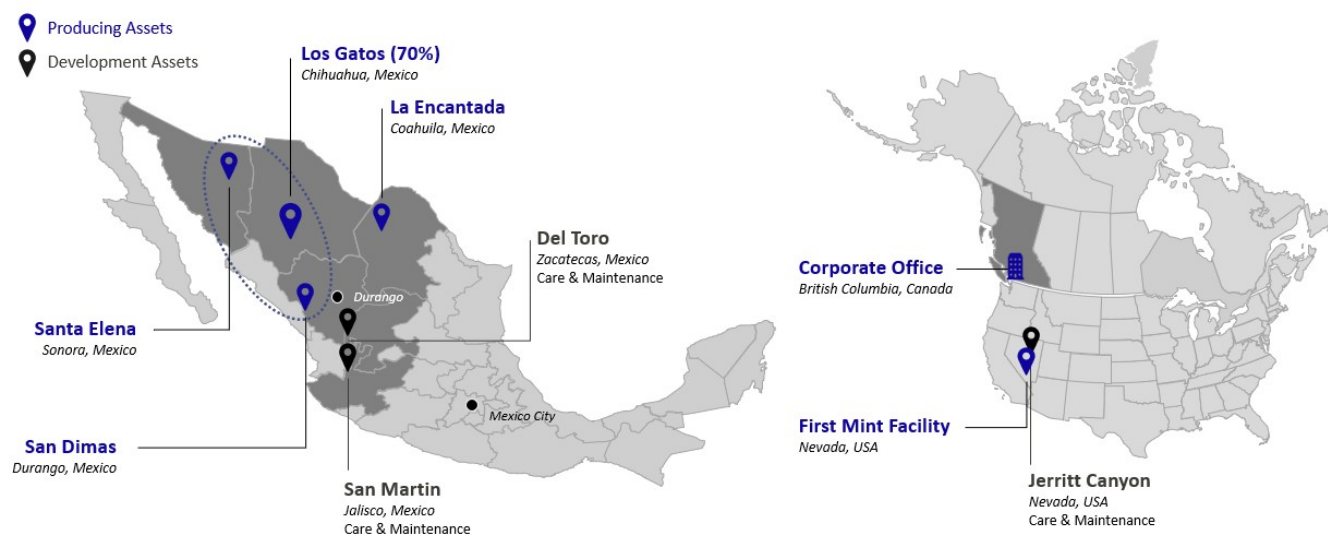 Producing Assets
Development Assets
Los Gatos (70%)
Chihuahua, Mexico
La Encantada
Coahuila, Mexico
Del Toro
Zacatecas, Mexico
Care & Maintenance
Durango
Santa Elena
Sonora, Mexico
Mexico City
San Dimas
Durango, Mexico
San Martin
Jalisco, Mexico
Care & Maintenance
Corporate Office
British Columbia, Canada
First Mint Facility
Nevada, USA
Jerritt Canyon
Nevada, USA
Care & Maintenance